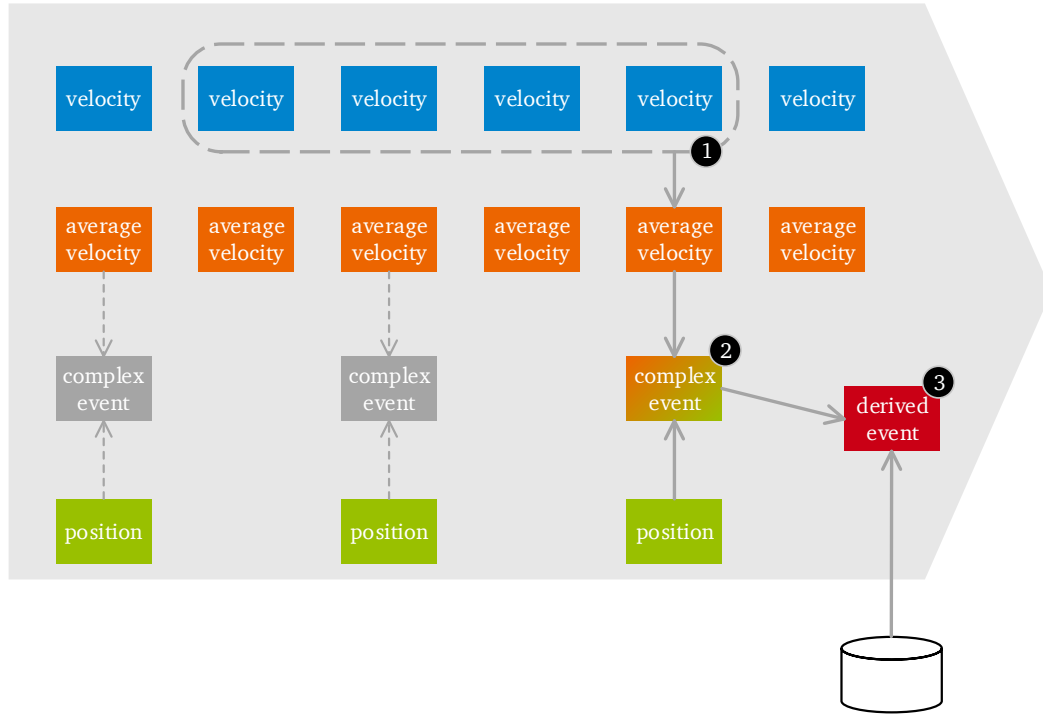 velocity
velocity
velocity
velocity
velocity
velocity
1
average
velocity
average
velocity
average
velocity
average
velocity
average
velocity
average
velocity
2
complex
event
complex
event
complex
event
3
derived
event
position
position
position